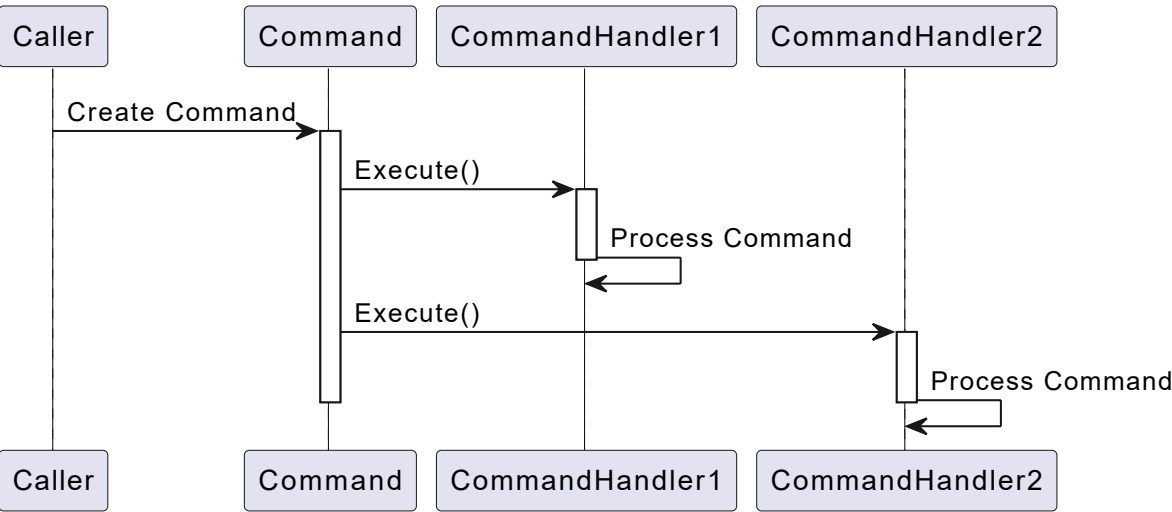 Caller
Command
CommandHandler1
CommandHandler2
Create Command
Execute()
Process Command
Execute()
Process Command
Caller
Command
CommandHandler1
CommandHandler2